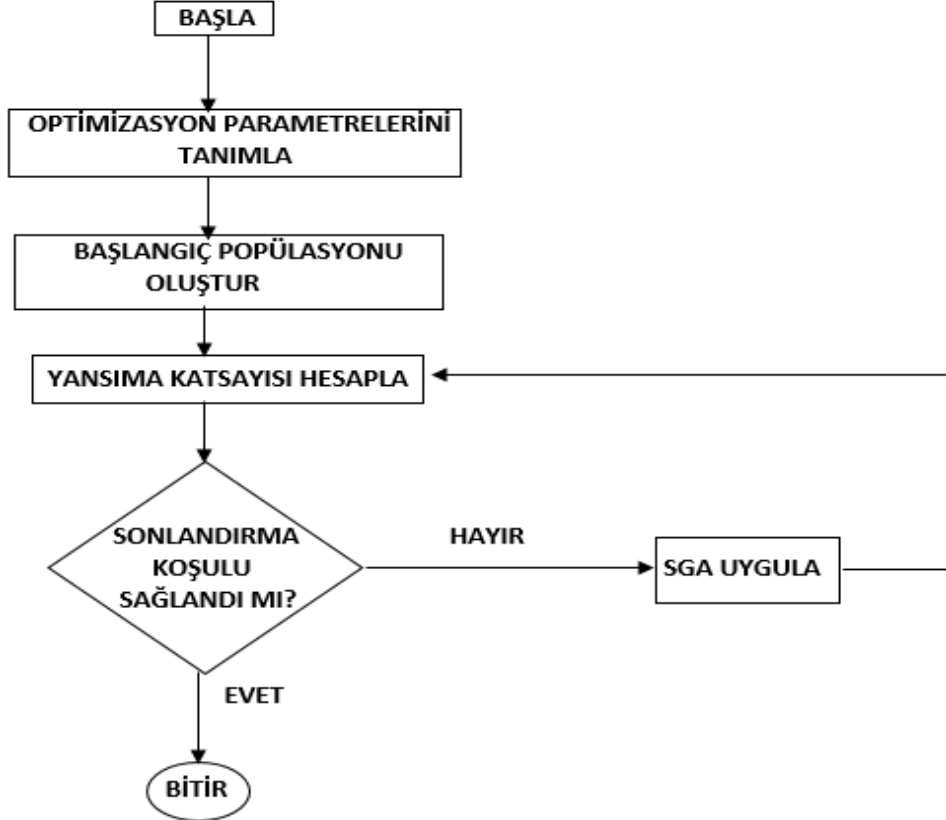 BAŞLA
OPTİMİZASYON PARAMETRELERİNİ
TANIMLA
BAŞLANGIÇ POPÜLASYONU
OLUŞTUR
YANSIMA KATSAYISI HESAPLA
SONLANDIRMA
KOŞULU
SAĞLANDI MI?
HAYIR
SGA UYGULA
EVET
BİTİR